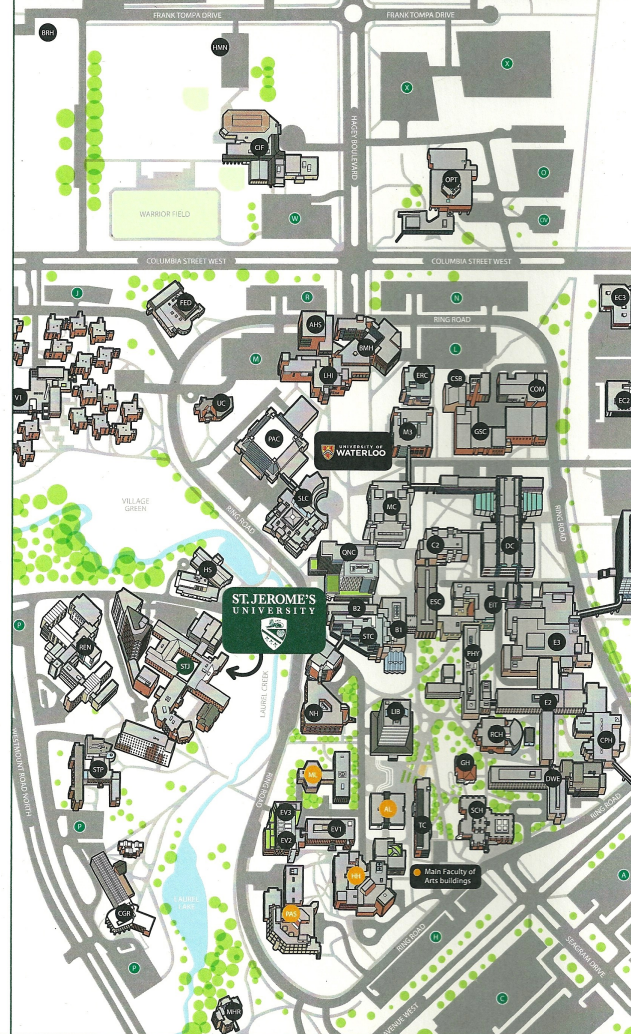 FRANK TOMPA DRIVE
FRANK TOMPA DRIVE
BRH
HMN
X
X
HAGEY BOULEVARD
CIF
OPT
O
WARRIOR FIELD
W
COLUMBIA STREET WEST
COLUMBIA STREET WEST
J
FED
R
N
EC3
AHS
RING ROAD
BMH
M
L
LHI
ERC
CSB
COM
V1
UC
EC2
M3
GSC
PAC
UNIVERSITY OF
WATERLOO
SLC
MC
VILLAGE
GREEN
RING ROAD
RING ROAD
C2
DC
QNC
HS
ST. JEROME'S
UNIVERSITY
ESC
EIT
B2
B1
STC
P
REN
E3
PHY
STJ
LAUREL CREEK
E2
NH
LIB
RCH
CPH
WESTMOUNT ROAD NORTH
STP
GH
ML
DWE
RING ROAD
AL
SCH
RING ROAD
EV3
TC
P
EV1
EV2
HH
Main Faculty of
Arts buildings
A
LAUREL
LAKE
CGR
PAS
RING ROAD
H
SEAGRAM DRIVE
P
C
MHR
AVENUE WEST